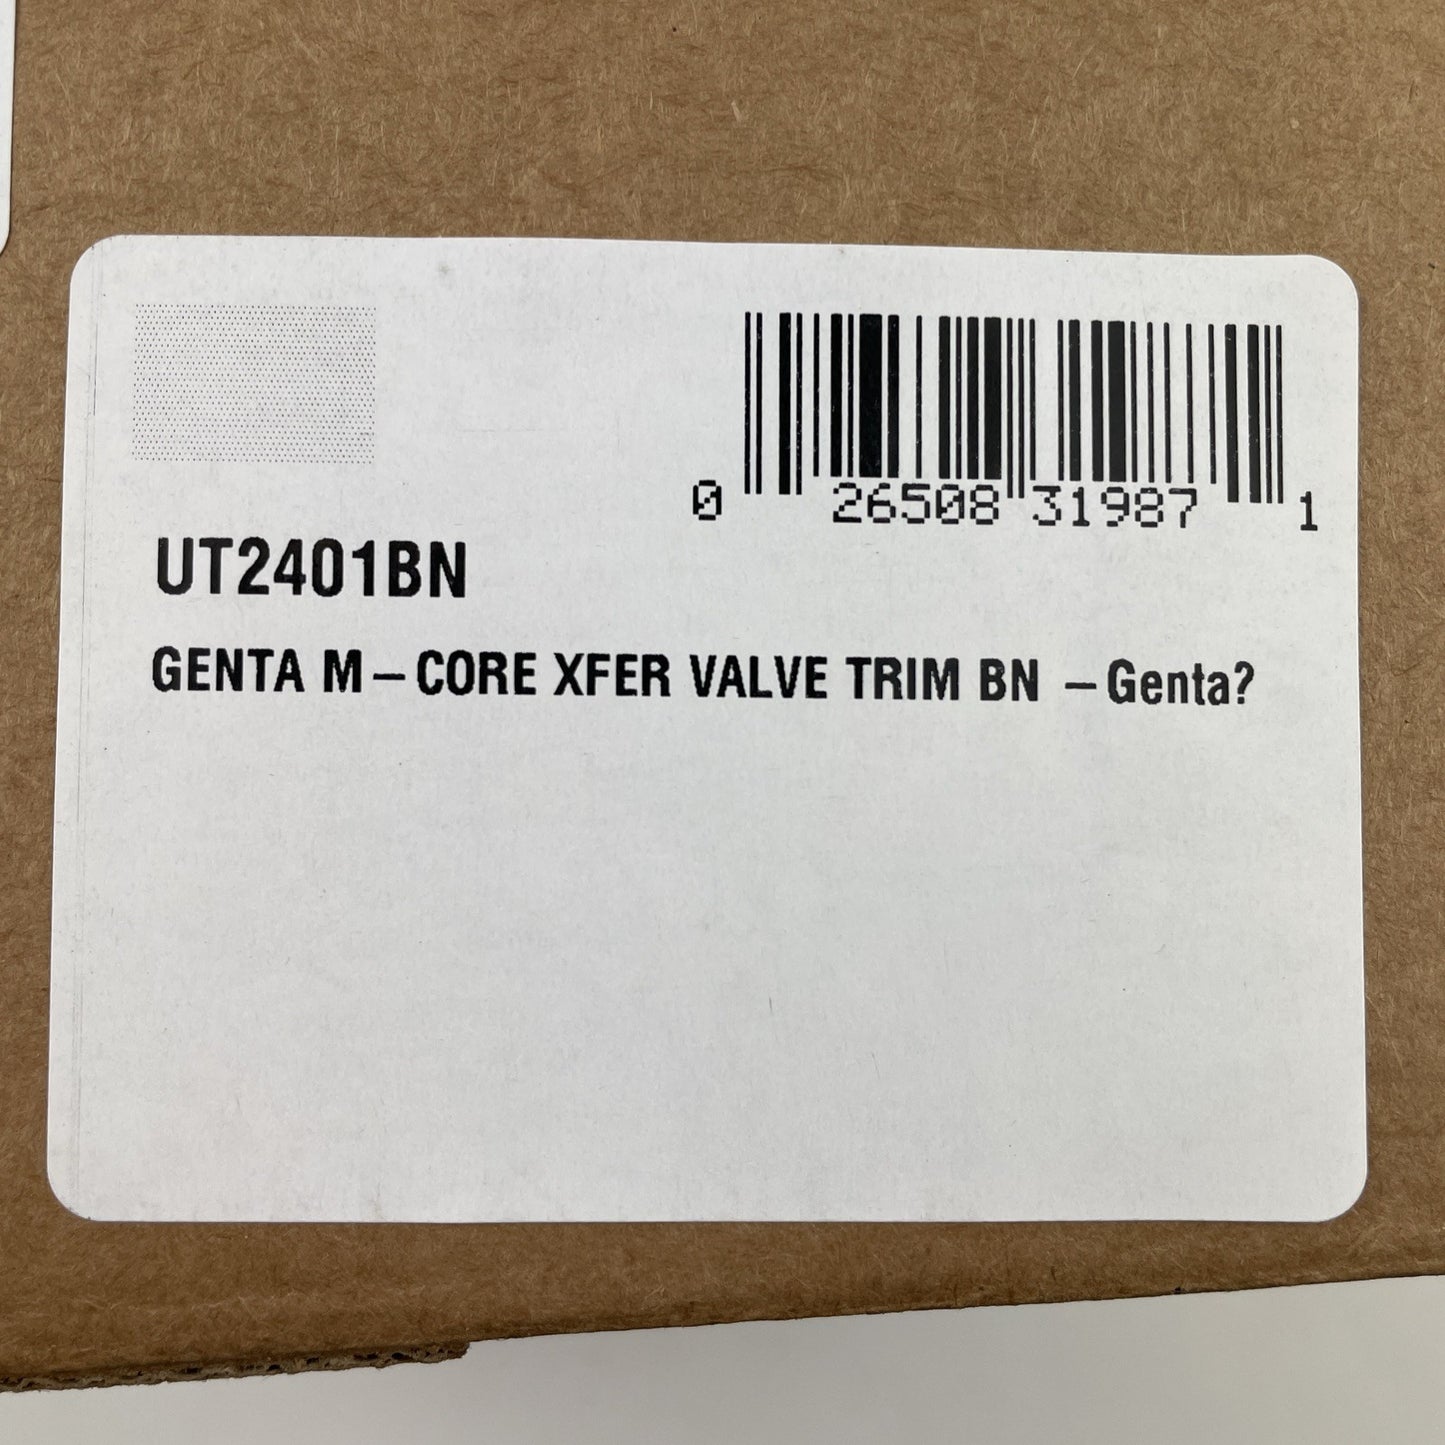 0 26508 31987 1
UT2401BN
GENTA M-CORE XFER VALVE TRIM BN -Genta?